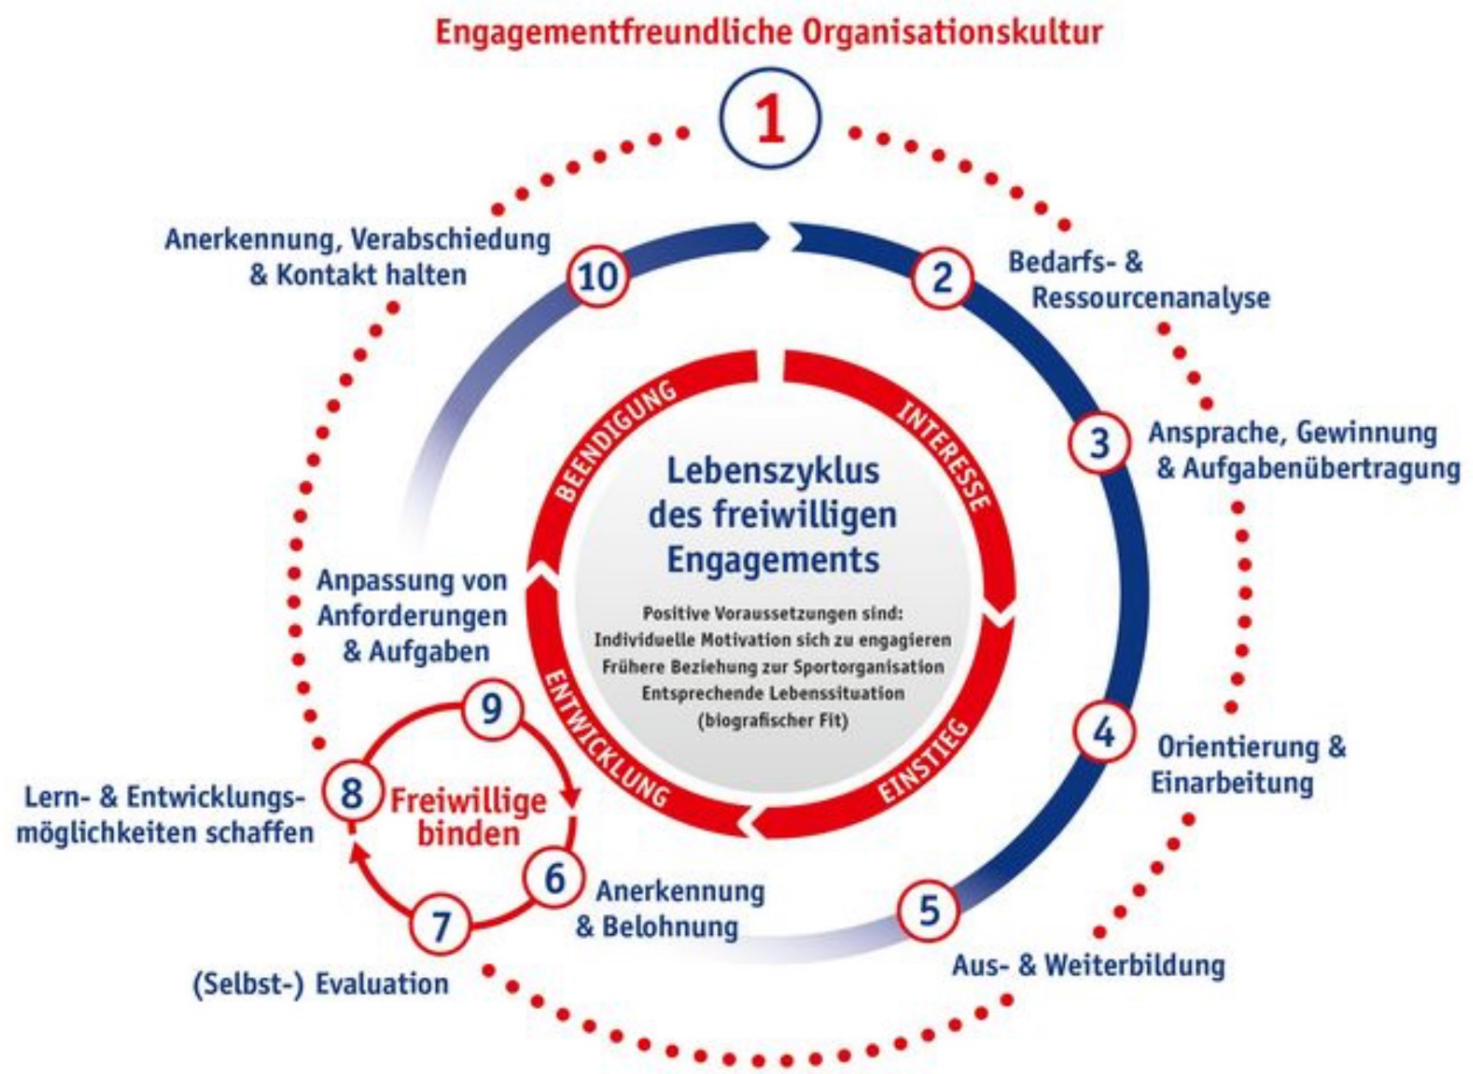 Engagementfreundliche Organisationskultur
1
2
Bedarfs- &
Ressourcenanalyse
3
Ansprache, Gewinnung
& Aufgabenübertragung
4
Orientierung &
Einarbeitung
5
Aus- & Weiterbildung
6
Anerkennung
& Belohnung
7
(Selbst-) Evaluation
8
Lern- & Entwicklungs-
möglichkeiten schaffen
9
Anpassung von
Anforderungen
& Aufgaben
Freiwillige
binden
10
Anerkennung, Verabschiedung
& Kontakt halten
INTERESSE
EINSTIEG
ENTWICKLUNG
BEENDIGUNG
Lebenszyklus
des freiwilligen
Engagements
Positive Voraussetzungen sind:
Individuelle Motivation sich zu engagieren
Frühere Beziehung zur Sportorganisation
Entsprechende Lebenssituation
(biografischer Fit)